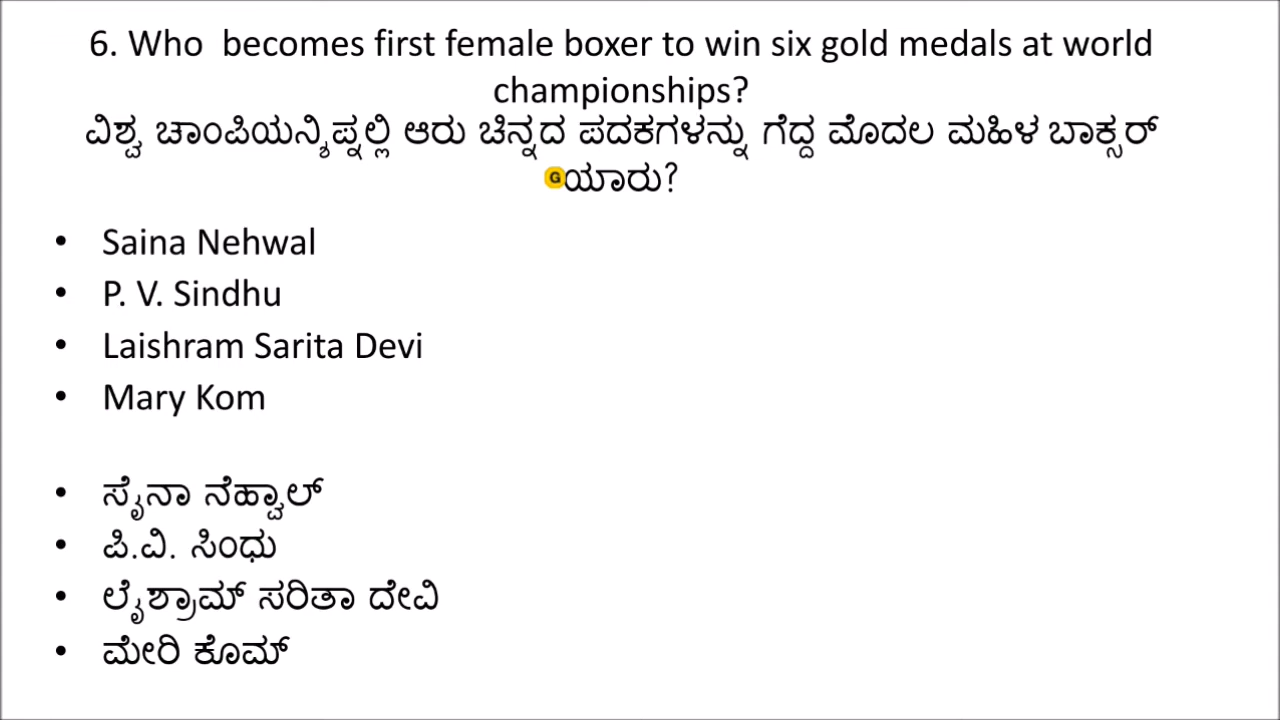 6. Who becomes first female boxer to win six gold medals at world
championships?
ವಿಶ್ವ ಚಾಂಪಿಯನ್ಶಿಪ್ನಲ್ಲಿ ಆರು ಚಿನ್ನದ ಪದಕಗಳನ್ನು ಗೆದ್ದ ಮೊದಲ ಮಹಿಳ ಬಾಕ್ಸರ್
G ಯಾರು?
• Saina Nehwal
• P. V. Sindhu
• Laishram Sarita Devi
• Mary Kom
• ಸೈನಾ ನೆಹ್ವಾಲ್
• ಪಿ.ವಿ. ಸಿಂಧು
• ಲೈಶ್ರಾಮ್ ಸರಿತಾ ದೇವಿ
• ಮೇರಿ ಕೊಮ್